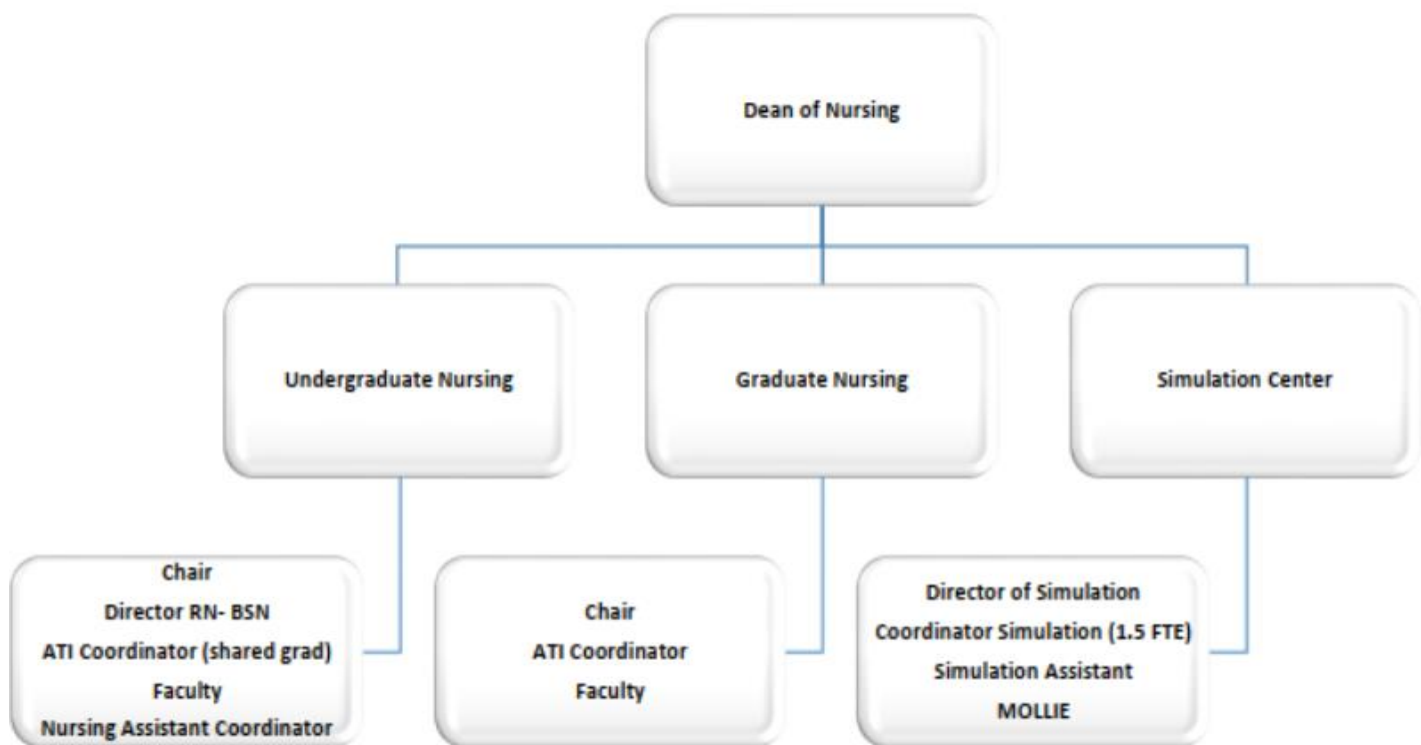 Dean of Nursing
Undergraduate Nursing
Graduate Nursing
Simulation Center
Chair
Director RN- BSN
ATI Coordinator (shared grad)
Faculty
Nursing Assistant Coordinator
Chair
ATI Coordinator
Faculty
Director of Simulation
Coordinator Simulation (1.5 FTE)
Simulation Assistant
MOLLIE